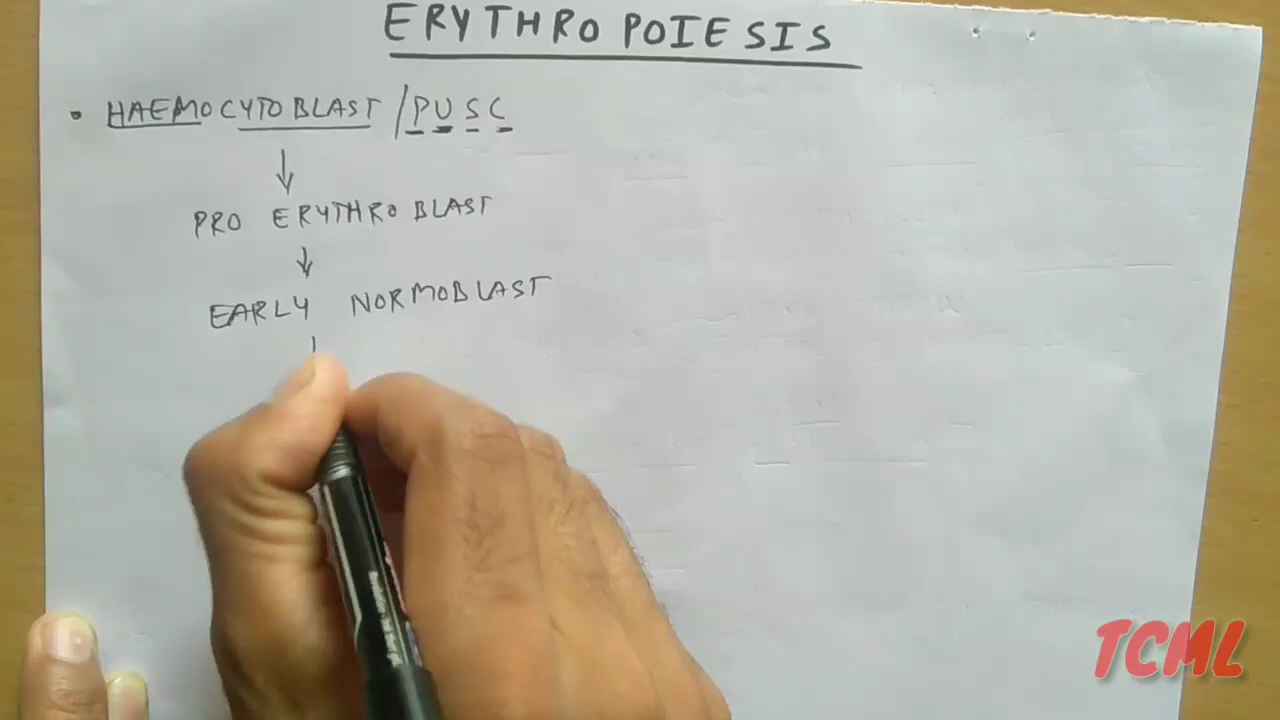 ERYTHROPOIESIS
• HAEMOCYTOBLAST / PUSC
PRO ERYTHROBLAST
EARLY NORMOBLAST
TCML